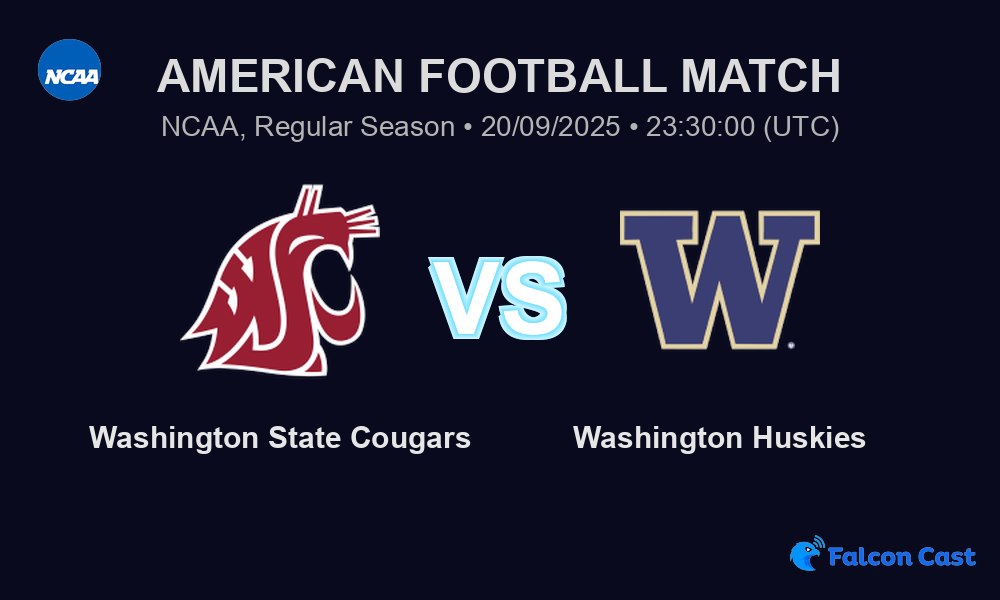 NCAA
AMERICAN FOOTBALL MATCH
NCAA, Regular Season • 20/09/2025 • 23:30:00 (UTC)
WSC
VS
W
Washington State Cougars
Washington Huskies
Falcon Cast